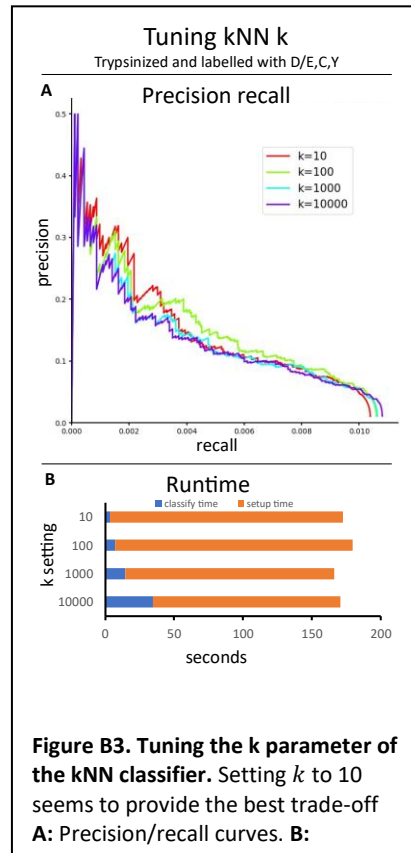 Tuning kNN k
Trypsinized and labelled with D/E,C,Y
A
Precision recall
0.5
k=10
k=100
k=1000
k=10000
0.4
0.3
precision
0.2
0.1
0.0
0.000 0.002 0.004 0.006 0.008 0.010
recall
B
Runtime
classify time setup time
k setting
10
100
1000
10000
0 50 100 150 200
seconds
Figure B3. Tuning the k parameter of
the kNN classifier. Setting k to 10
seems to provide the best trade-off
A: Precision/recall curves. B: